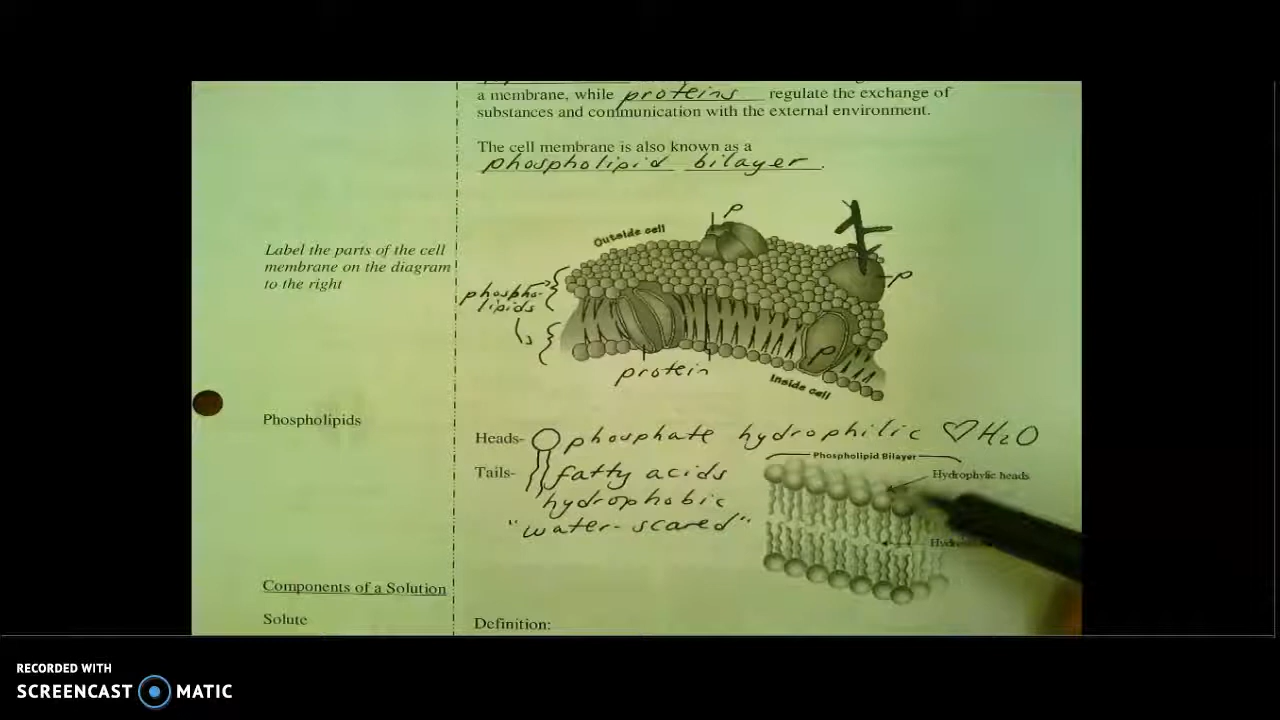 a membrane, while proteins regulate the exchange of
substances and communication with the external environment.
The cell membrane is also known as a
phospholipid bilayer.
Label the parts of the cell
membrane on the diagram
to the right
Outside cell
P
P
phospho-
lipids
P
protein
Inside cell
Phospholipids
Heads- phosphate hydrophilic ♡ H2O
Tails- fatty acids
hydrophobic
"water-scared"
Phospholipid Bilayer
Hydrophylic heads
Components of a Solution
Solute
Definition:
RECORDED WITH
SCREENCAST MATIC